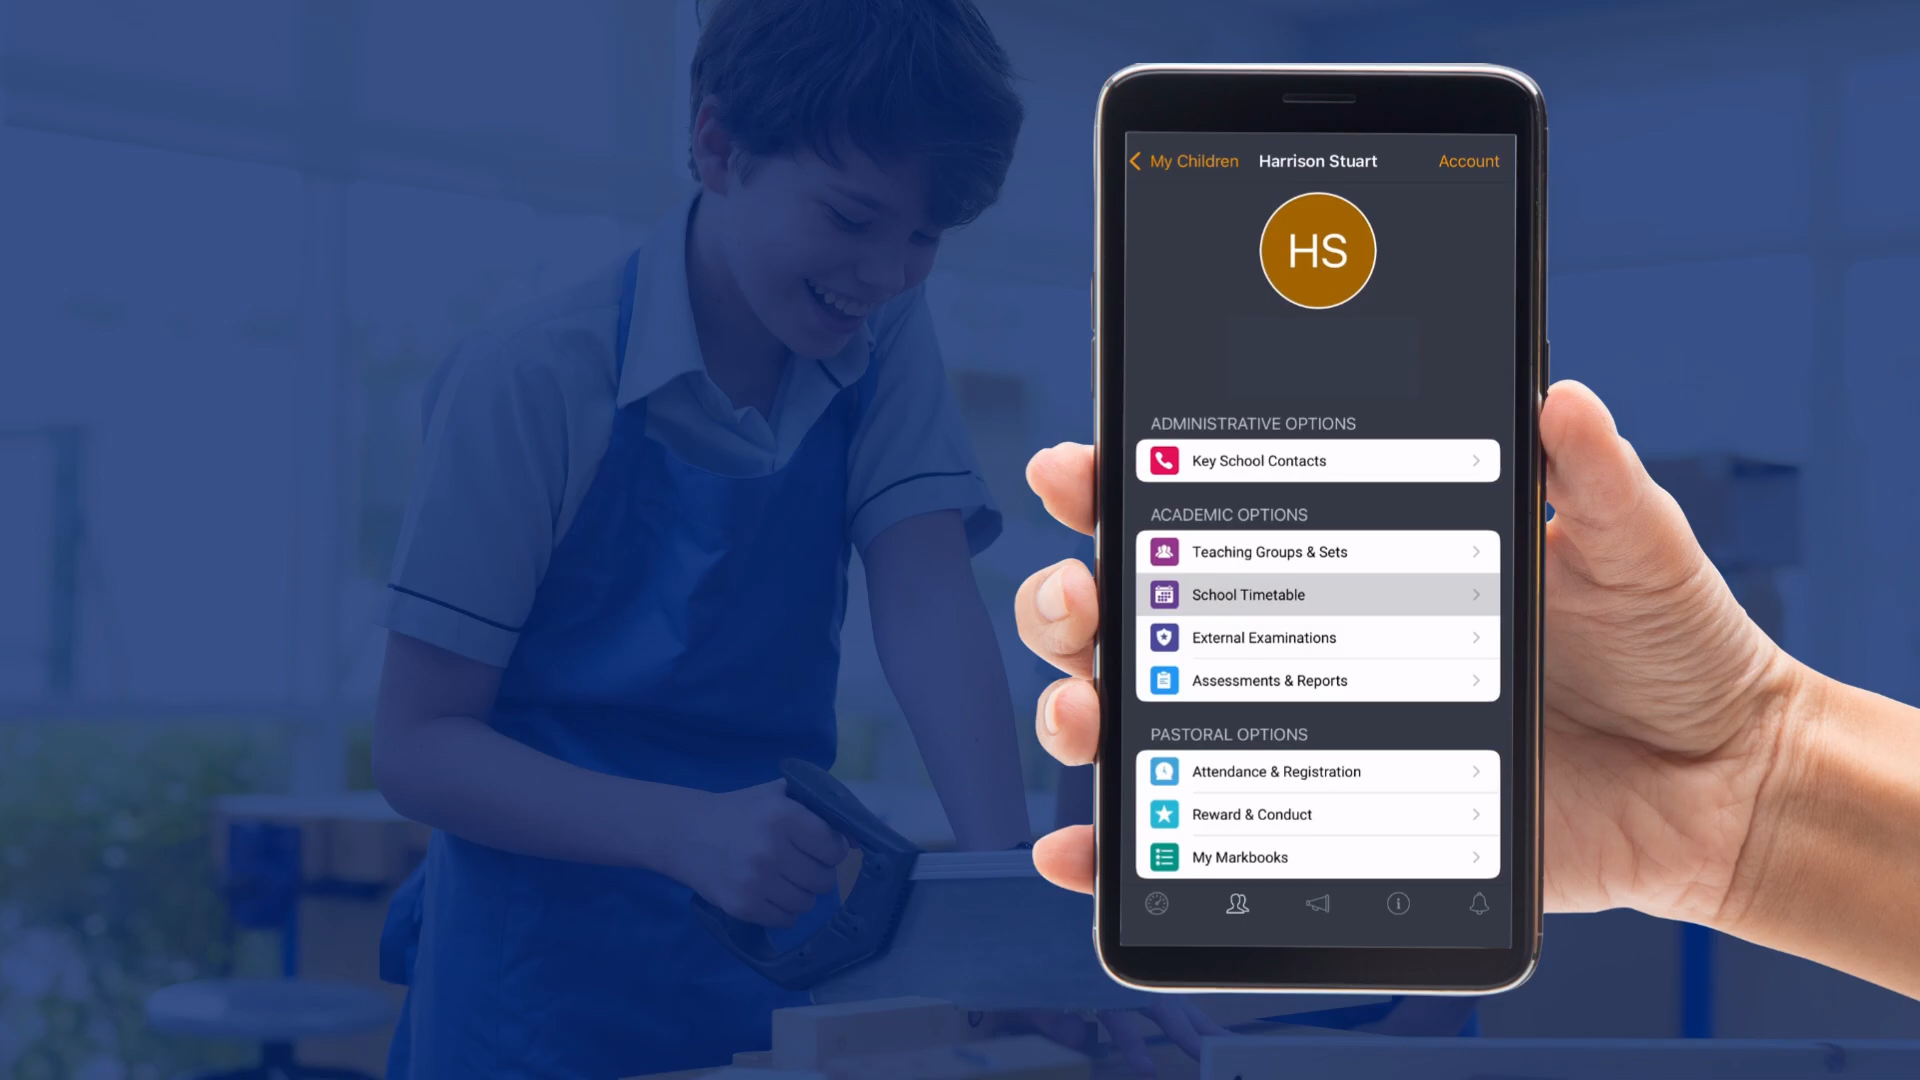 My Children Harrison Stuart Account
HS
ADMINISTRATIVE OPTIONS
Key School Contacts
ACADEMIC OPTIONS
Teaching Groups & Sets
School Timetable
External Examinations
Assessments & Reports
PASTORAL OPTIONS
Attendance & Registration
Reward & Conduct
My Markbooks